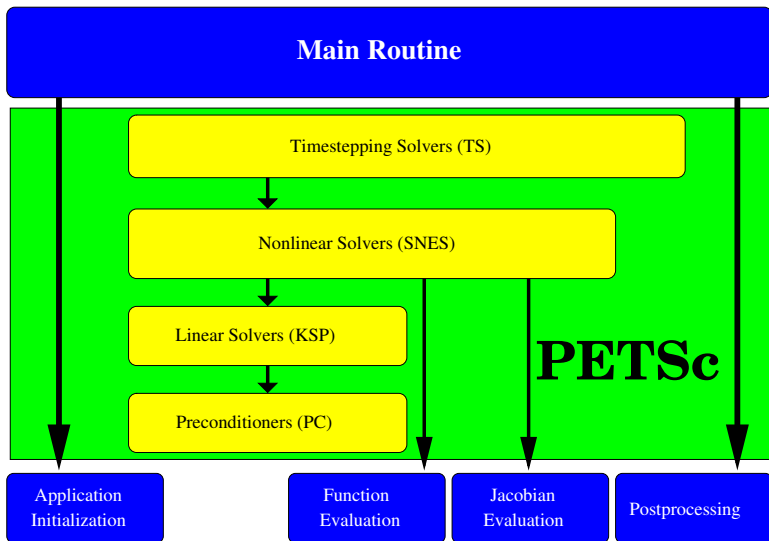 Main Routine
Timestepping Solvers (TS)
Nonlinear Solvers (SNES)
Linear Solvers (KSP)
PETSc
Preconditioners (PC)
Application
Initialization
Function
Evaluation
Jacobian
Evaluation
Postprocessing